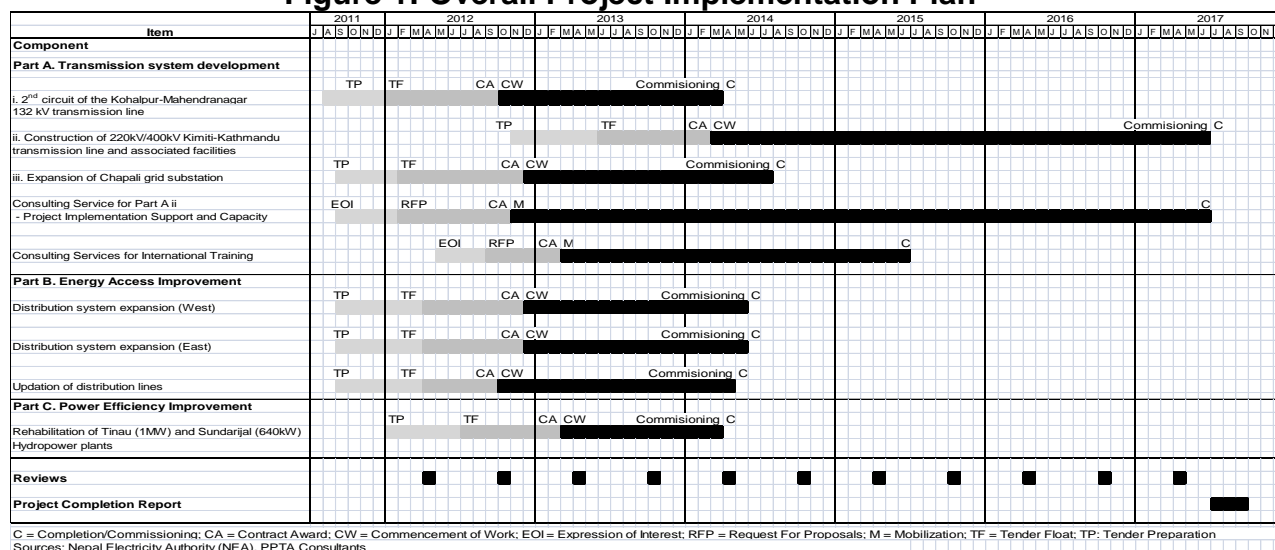 Figure 1: Overall Project Implementation Plan
2011 2012 2013 2014 2015 2016 2017
Item J A S O N D J F M A M J J A S O N D J F M A M J J A S O N D J F M A M J J A S O N D J F M A M J J A S O N D J F M A M J J A S O N D J F M A M J J A S O N
Component
Part A. Transmission system development
TP TF CA CW Commisioning C
i. 2nd circuit of the Kohalpur-Mahendranagar
132 kV transmission line
TP TF CA CW Commisioning C
ii. Construction of 220kV/400kV Kimiti-Kathmandu
transmission line and associated facilities
TP TF CA CW Commisioning C
iii. Expansion of Chapali grid substation
Consulting Service for Part A ii
EOI RFP CA M C
- Project Implementation Support and Capacity
EOI RFP CA M C
Consulting Services for International Training
Part B. Energy Access Improvement
TP TF CA CW Commisioning C
Distribution system expansion (West)
TP TF CA CW Commisioning C
Distribution system expansion (East)
TP TF CA CW Commisioning C
Updation of distribution lines
Part C. Power Efficiency Improvement
TP TF CA CW Commisioning C
Rehabilitation of Tinau (1MW) and Sundarijal (640kW)
Hydropower plants
Reviews
Project Completion Report
C = Completion/Commissioning; CA = Contract Award; CW = Commencement of Work; EOI = Expression of Interest; RFP = Request For Proposals; M = Mobilization; TF = Tender Float; TP: Tender Preparation
Sources: Nepal Electricity Authority (NEA), PPTA Consultants